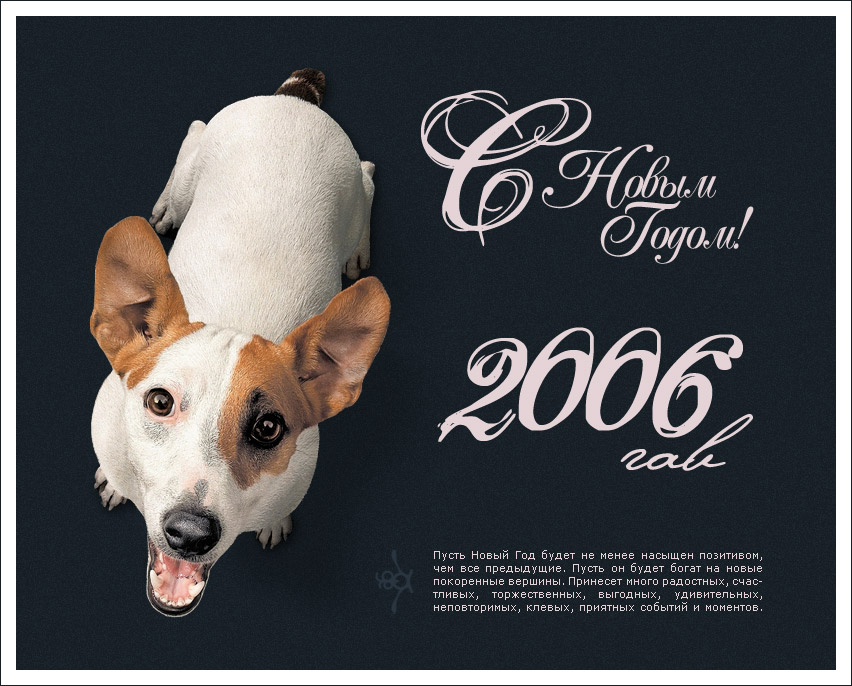 С Новым
Годом!
2006
гав
Пусть Новый Год будет не менее насыщен позитивом,
чем все предыдущие. Пусть он будет богат на новые
покоренные вершины. Принесет много радостных, счас-
тливых, торжественных, выгодных, удивительных,
неповторимых, клевых, приятных событий и моментов.